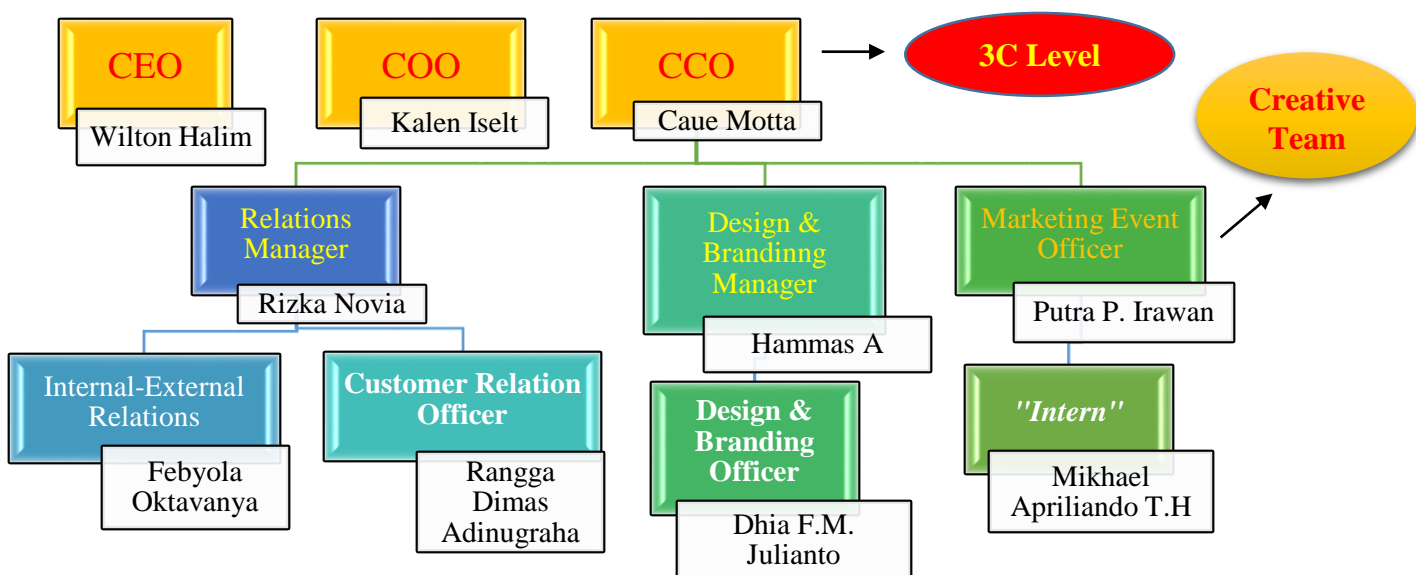 CEO
Wilton Halim
COO
Kalen Iselt
CCO
Caue Motta
3C Level
Creative
Team
Relations
Manager
Rizka Novia
Design &
Brandinng
Manager
Hammas A
Marketing Event
Officer
Putra P. Irawan
Internal-External
Relations
Febyola
Oktavanya
Customer Relation
Officer
Rangga
Dimas
Adinugraha
Design &
Branding
Officer
Dhia F.M.
Julianto
"Intern"
Mikhael
Apriliando T.H